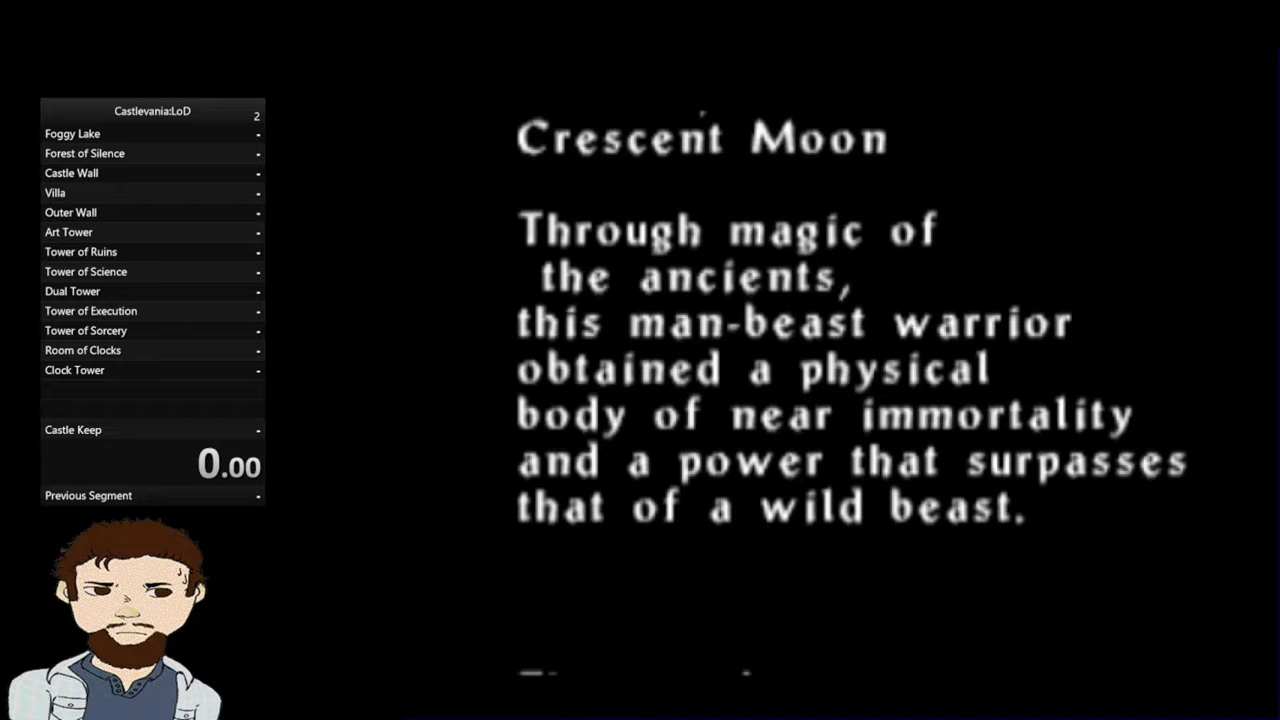 Castlevania:LoD
2
Foggy Lake -
Forest of Silence -
Castle Wall -
Villa -
Outer Wall -
Art Tower -
Tower of Ruins -
Tower of Science -
Dual Tower -
Tower of Execution -
Tower of Sorcery -
Room of Clocks -
Clock Tower -
Castle Keep -
0.00
Previous Segment -
Crescent Moon
Through magic of
the ancients,
this man-beast warrior
obtained a physical
body of near immortality
and a power that surpasses
that of a wild beast.